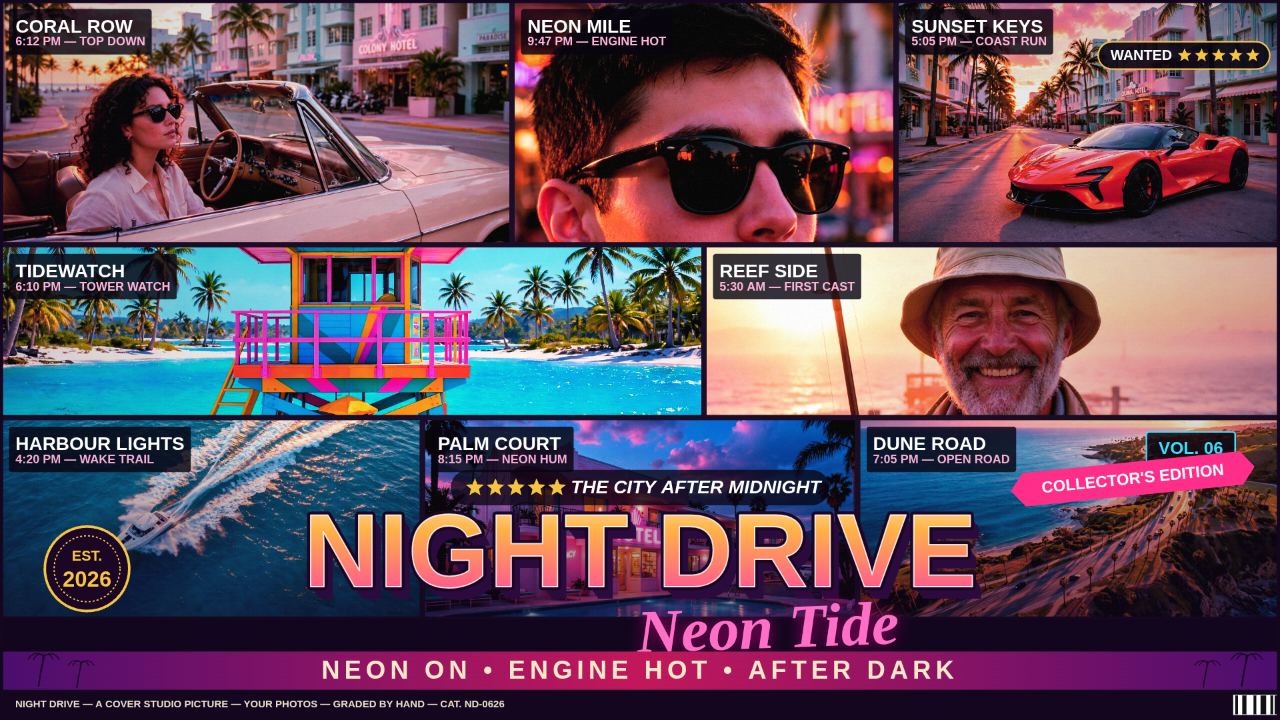 CORAL ROW
6:12 PM — TOP DOWN
NEON MILE
9:47 PM — ENGINE HOT
SUNSET KEYS
5:05 PM — COAST RUN
WANTED ★★★★★
COLONY HOTEL
TIDEWATCH
6:10 PM — TOWER WATCH
REEF SIDE
5:30 AM — FIRST CAST
HARBOUR LIGHTS
4:20 PM — WAKE TRAIL
PALM COURT
8:15 PM — NEON HUM
DUNE ROAD
7:05 PM — OPEN ROAD
VOL. 06
COLLECTOR'S EDITION
★★★★★ THE CITY AFTER MIDNIGHT
EST.
2026
NIGHT DRIVE
Neon Tide
NEON ON • ENGINE HOT • AFTER DARK
NIGHT DRIVE — A COVER STUDIO PICTURE — YOUR PHOTOS — GRADED BY HAND — CAT. ND-0626